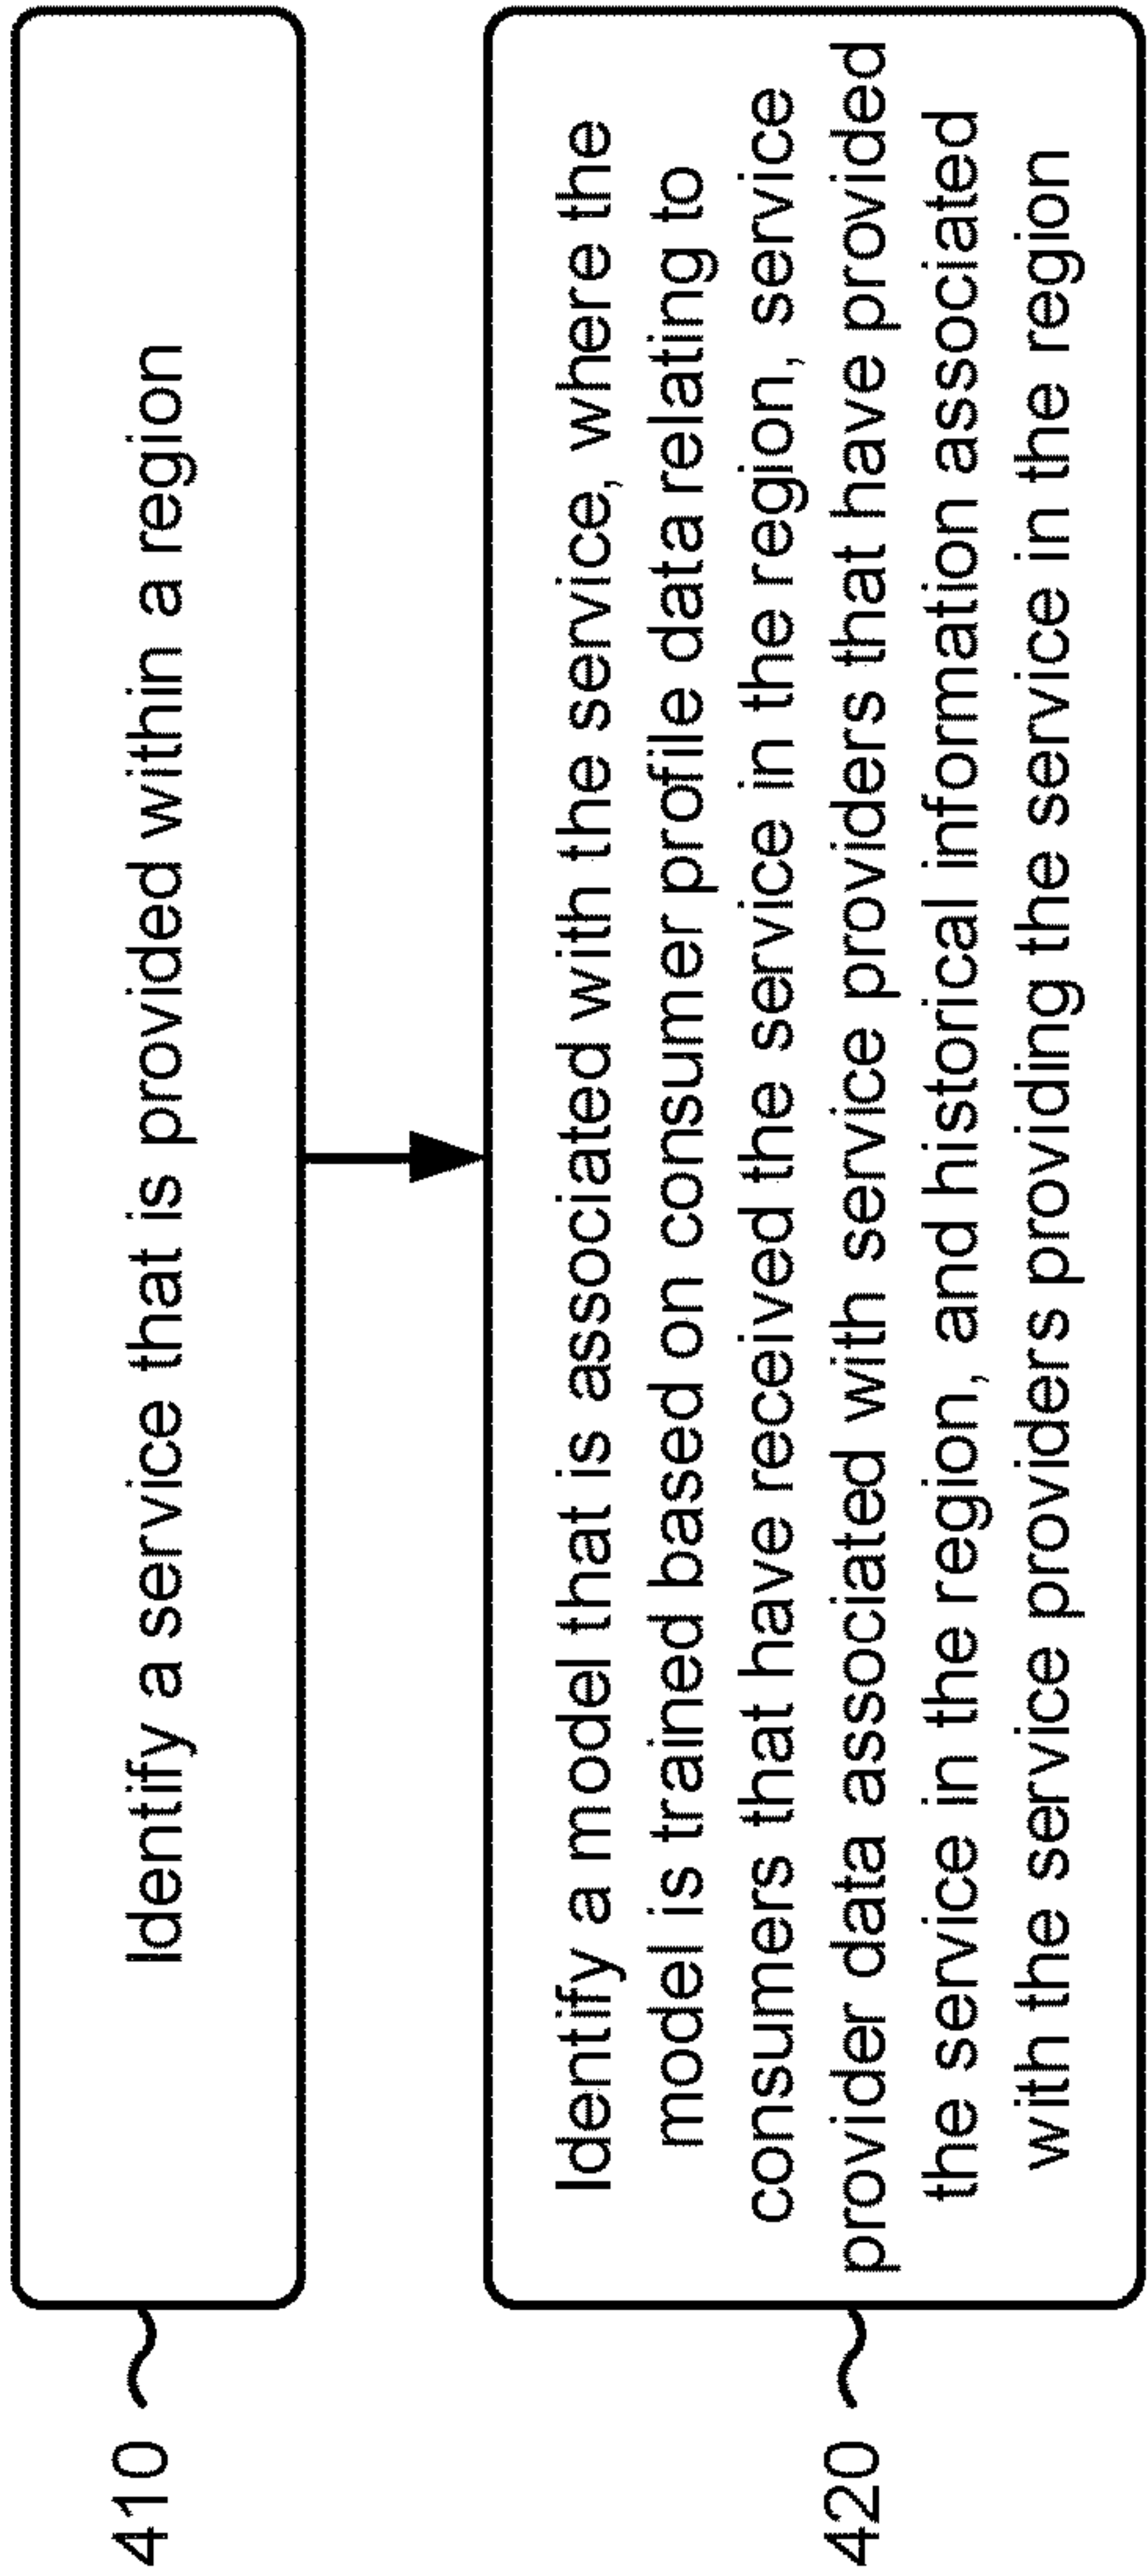 410
Identify a service that is provided within a region
420
Identify a model that is associated with the service, where the
model is trained based on consumer profile data relating to
consumers that have received the service in the region, service
provider data associated with service providers that have provided
the service in the region, and historical information associated
with the service providers providing the service in the region